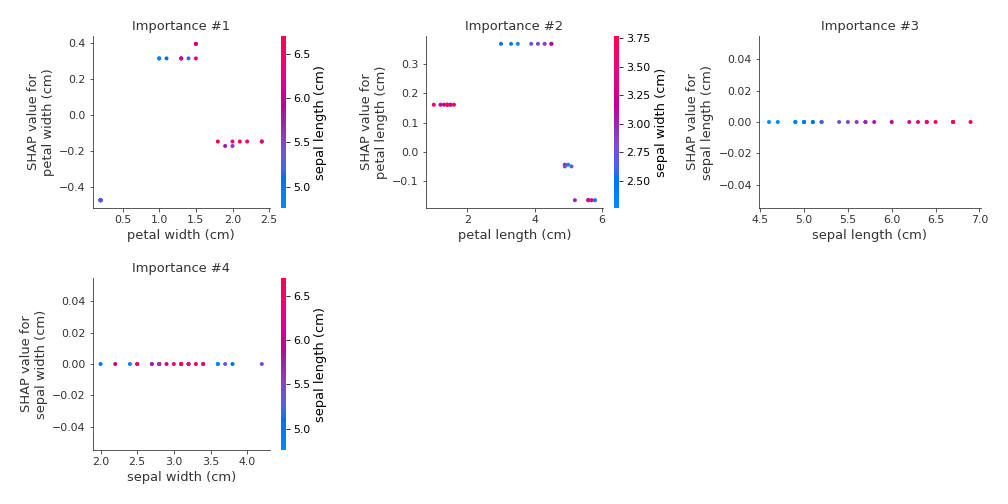 Importance #1
SHAP value for
petal width (cm)
0.4
0.2
0.0
−0.2
−0.4
0.5 1.0 1.5 2.0 2.5
petal width (cm)
6.5
6.0
5.5
5.0
sepal length (cm)
Importance #2
SHAP value for
petal length (cm)
0.3
0.2
0.1
0.0
−0.1
2 4 6
petal length (cm)
3.75
3.50
3.25
3.00
2.75
2.50
sepal width (cm)
Importance #3
SHAP value for
sepal length (cm)
0.04
0.02
0.00
−0.02
−0.04
4.5 5.0 5.5 6.0 6.5 7.0
sepal length (cm)
Importance #4
SHAP value for
sepal width (cm)
0.04
0.02
0.00
−0.02
−0.04
2.0 2.5 3.0 3.5 4.0
sepal width (cm)
6.5
6.0
5.5
5.0
sepal length (cm)